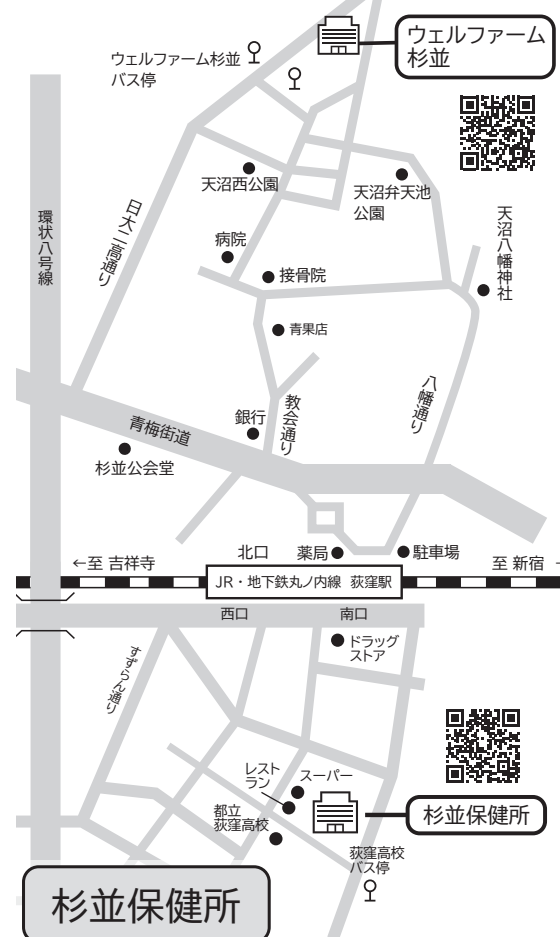 ウェルファーム
杉並
ウェルファーム杉並
バス停
天沼西公園
天沼弁天池
公園
天沼八幡神社
環状八号線
日大二高通り
病院
接骨院
青果店
八幡通り
教会通り
銀行
青梅街道
杉並公会堂
北口
薬局
駐車場
←至 吉祥寺
至 新宿→
JR・地下鉄丸ノ内線 荻窪駅
西口
南口
ドラッグ
ストア
すずらん通り
レスト
ラン
スーパー
都立
荻窪高校
杉並保健所
荻窪高校
バス停
杉並保健所